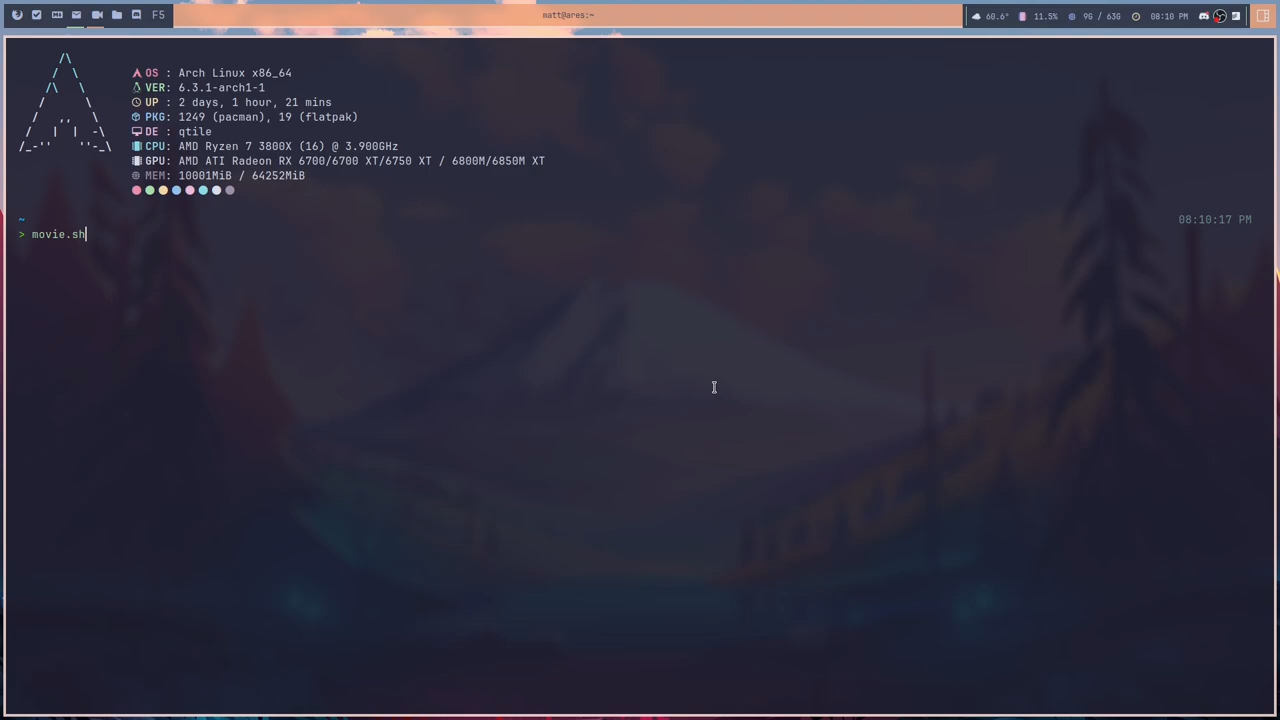 F5
matt@ares:~
60.6° 11.5% 9G / 63G 08:10 PM
/\
/  \
/\   \
/      \
/   ,,   \
/   |  |  -\
/_-''    ''-_\
OS : Arch Linux x86_64
VER: 6.3.1-arch1-1
UP : 2 days, 1 hour, 21 mins
PKG: 1249 (pacman), 19 (flatpak)
DE : qtile
CPU: AMD Ryzen 7 3800X (16) @ 3.900GHz
GPU: AMD ATI Radeon RX 6700/6700 XT/6750 XT / 6800M/6850M XT
MEM: 10001MiB / 64252MiB
~ 08:10:17 PM
> movie.sh